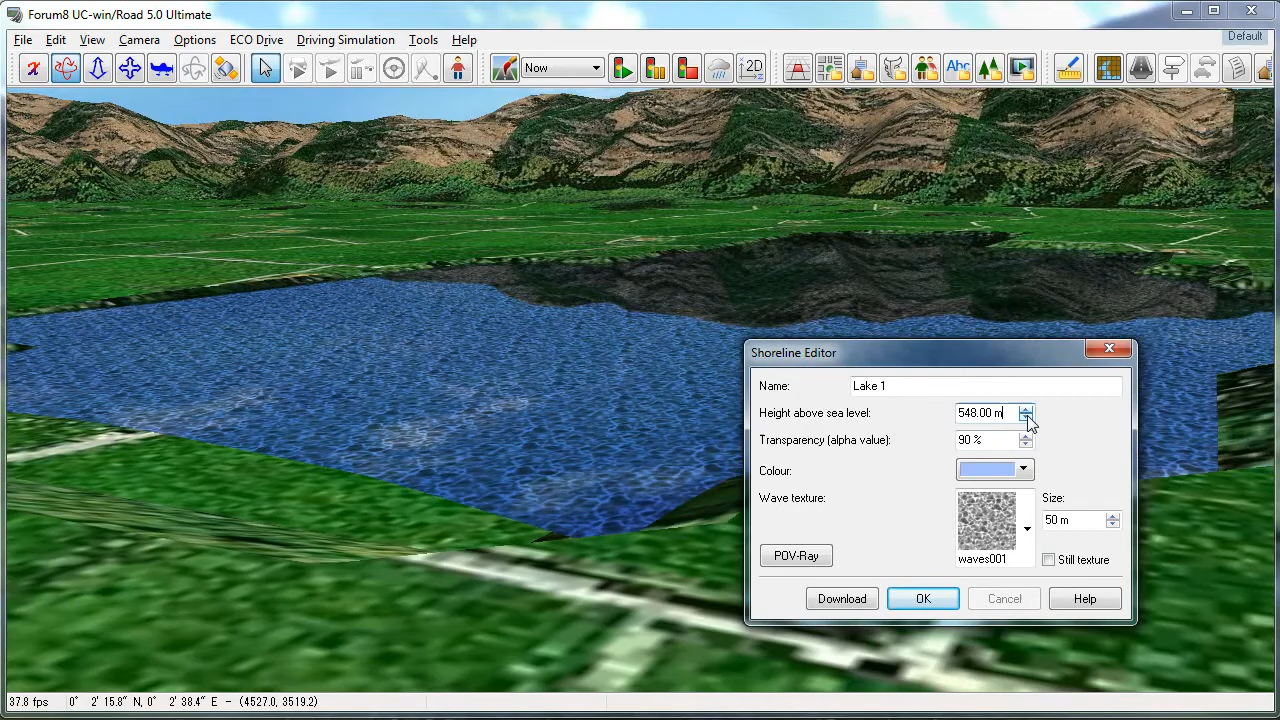 Forum8 UC-win/Road 5.0 Ultimate
File Edit View Camera Options ECO Drive Driving Simulation Tools Help
Default
Now
2D
Abc
Shoreline Editor
Name: Lake 1
Height above sea level: 548.00 m
Transparency (alpha value): 90 %
Colour:
Wave texture: Size:
50 m
waves001 Still texture
POV-Ray
Download OK Cancel Help
37.8 fps 0° 2' 15.8" N, 0° 2' 38.4" E - (4527.0, 3519.2)